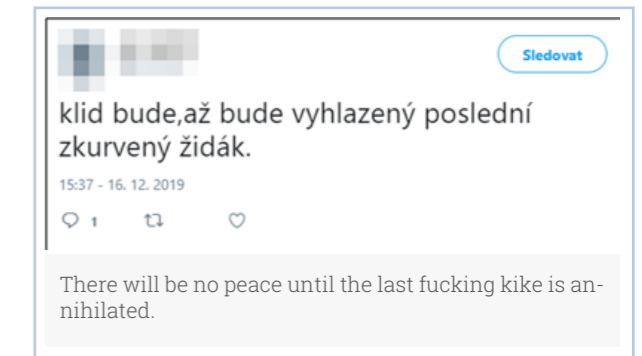 Sledovat
klid bude,až bude vyhlazený poslední
zkurvený židák.
15:37 - 16. 12. 2019
1
There will be no peace until the last fucking kike is an-
nihilated.